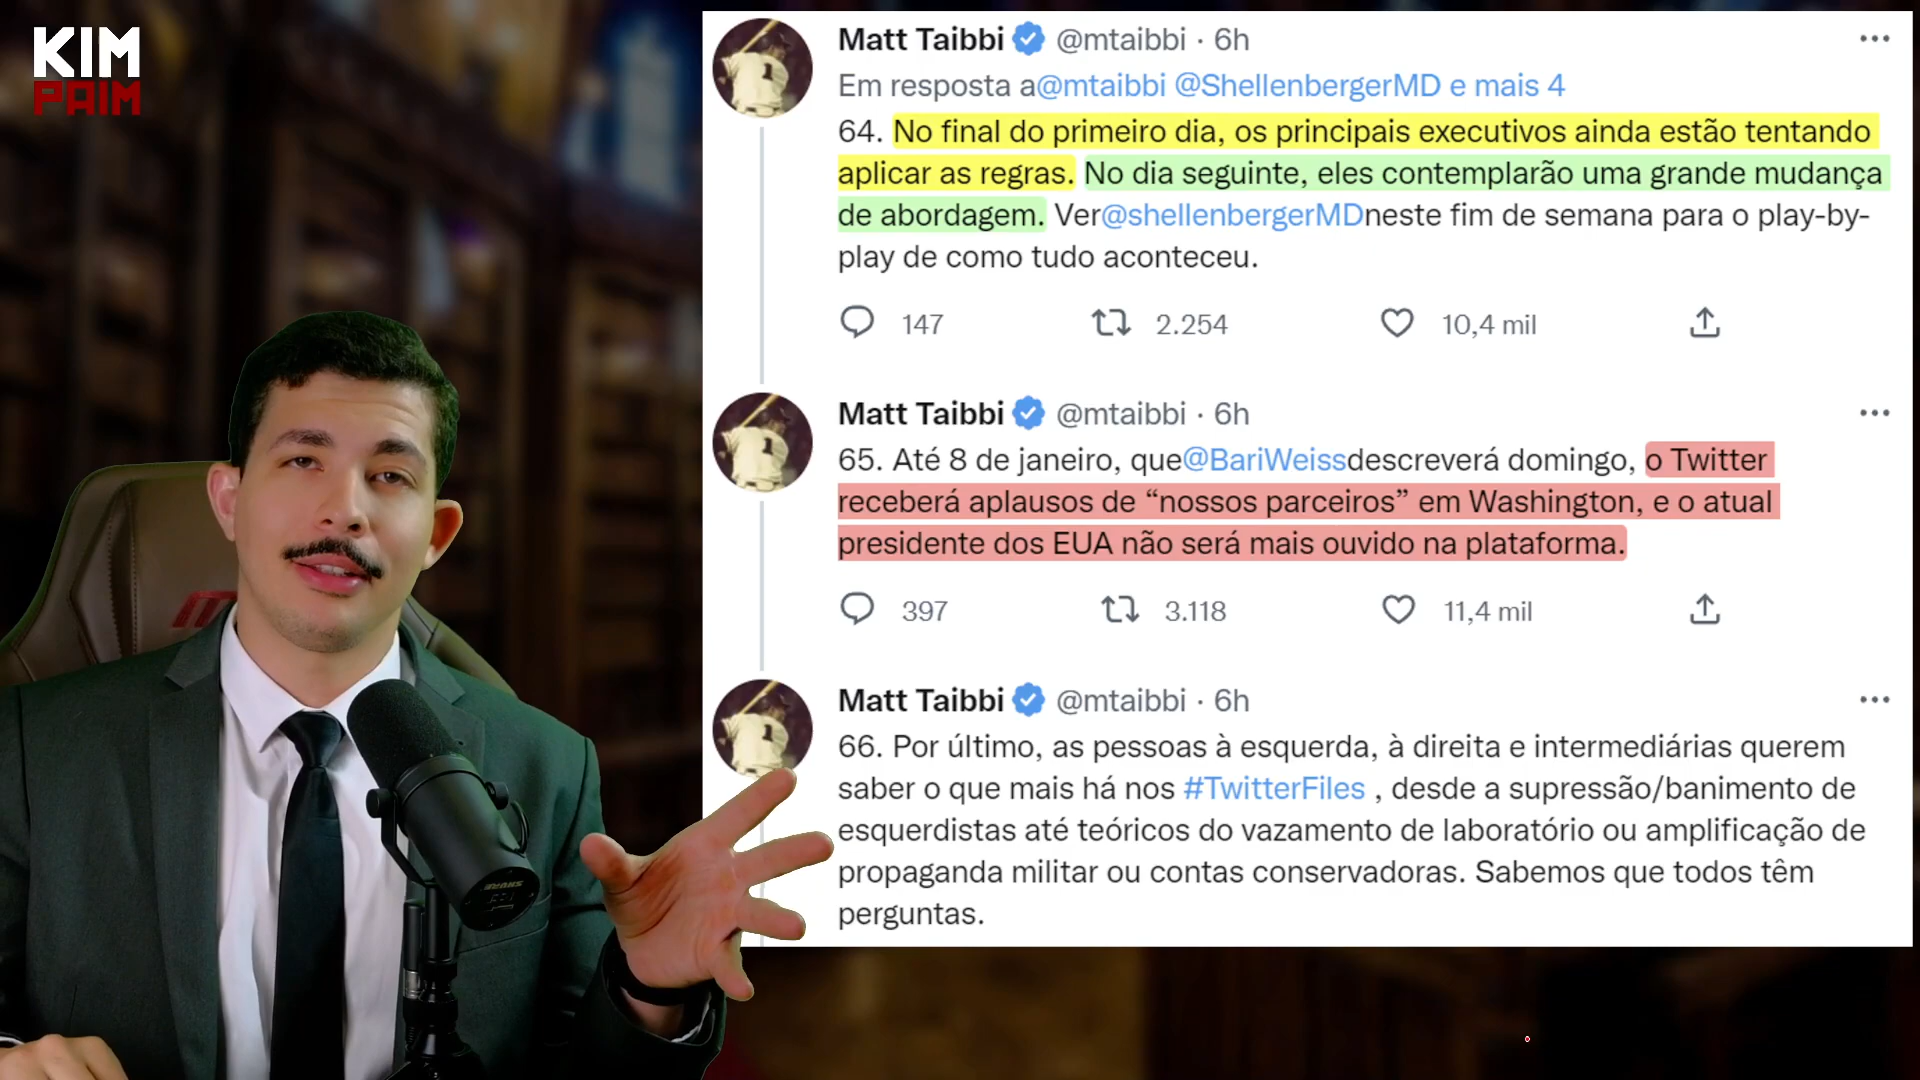 KIM
PAIM
Matt Taibbi @mtaibbi · 6h
Em resposta a@mtaibbi @ShellenbergerMD e mais 4
64. No final do primeiro dia, os principais executivos ainda estão tentando
aplicar as regras. No dia seguinte, eles contemplarão uma grande mudança
de abordagem. Ver@shellenbergerMDneste fim de semana para o play-by-
play de como tudo aconteceu.
147 2.254 10,4 mil
Matt Taibbi @mtaibbi · 6h
65. Até 8 de janeiro, que@BariWeissdescreverá domingo, o Twitter
receberá aplausos de “nossos parceiros” em Washington, e o atual
presidente dos EUA não será mais ouvido na plataforma.
397 3.118 11,4 mil
Matt Taibbi @mtaibbi · 6h
66. Por último, as pessoas à esquerda, à direita e intermediárias querem
saber o que mais há nos #TwitterFiles , desde a supressão/banimento de
esquerdistas até teóricos do vazamento de laboratório ou amplificação de
propaganda militar ou contas conservadoras. Sabemos que todos têm
perguntas.
SHURE